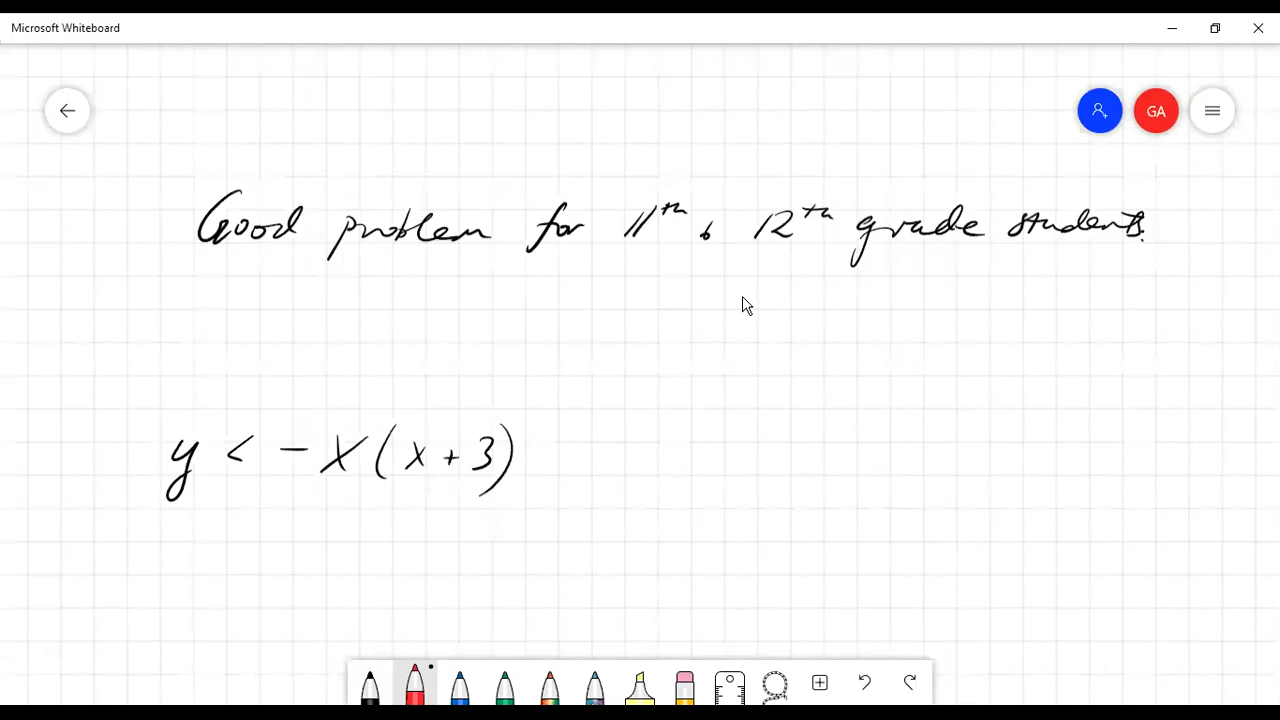 Microsoft Whiteboard
GA
Good problem for 11th & 12th grade students.
y < - x (x + 3)